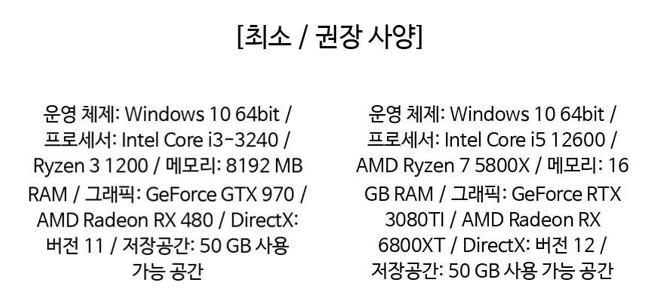 [최소 / 권장 사양]
운영 체제: Windows 10 64bit /
프로세서: Intel Core i3-3240 /
Ryzen 3 1200 / 메모리: 8192 MB
RAM / 그래픽: GeForce GTX 970 /
AMD Radeon RX 480 / DirectX:
버전 11 / 저장공간: 50 GB 사용
가능 공간
운영 체제: Windows 10 64bit /
프로세서: Intel Core i5 12600 /
AMD Ryzen 7 5800X / 메모리: 16
GB RAM / 그래픽: GeForce RTX
3080TI / AMD Radeon RX
6800XT / DirectX: 버전 12 /
저장공간: 50 GB 사용 가능 공간